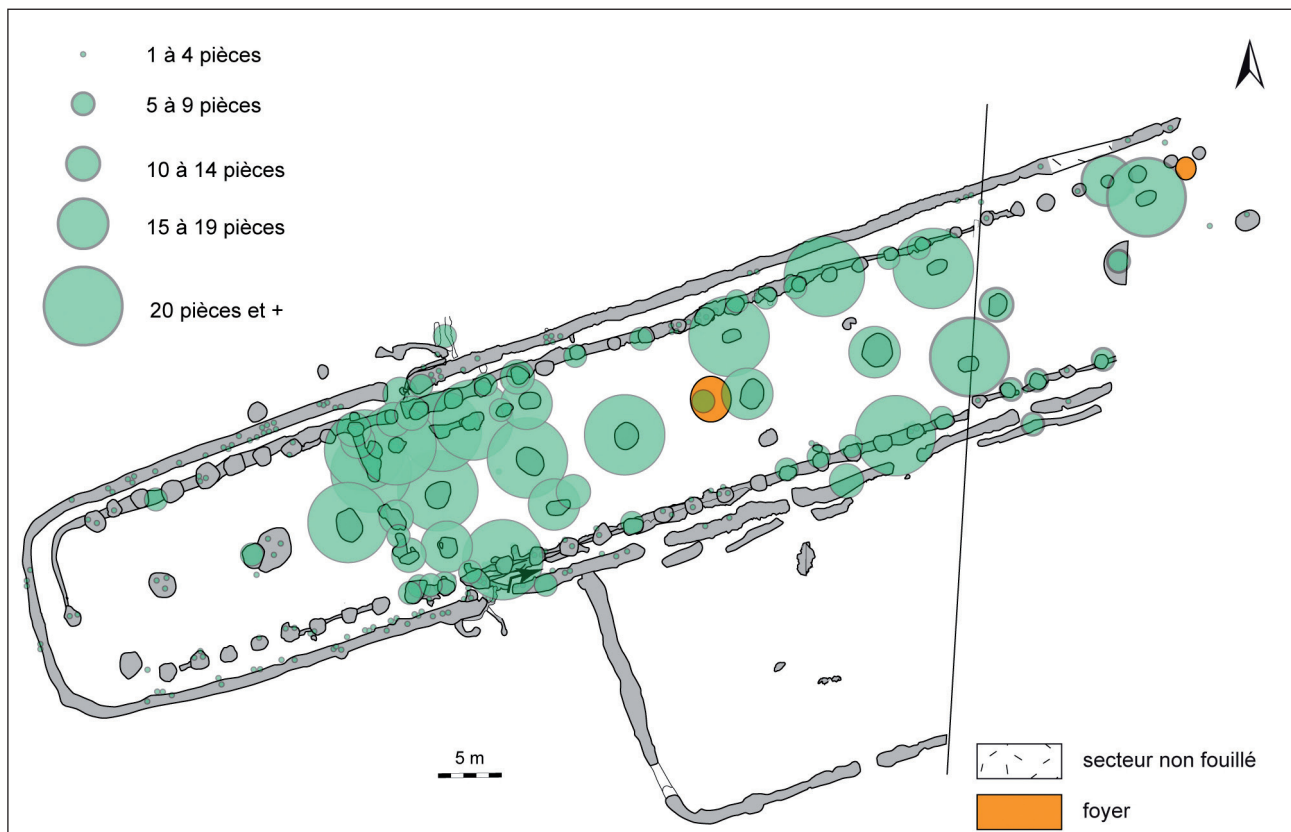 1 à 4 pièces
5 à 9 pièces
10 à 14 pièces
15 à 19 pièces
20 pièces et +
5 m
secteur non fouillé
foyer